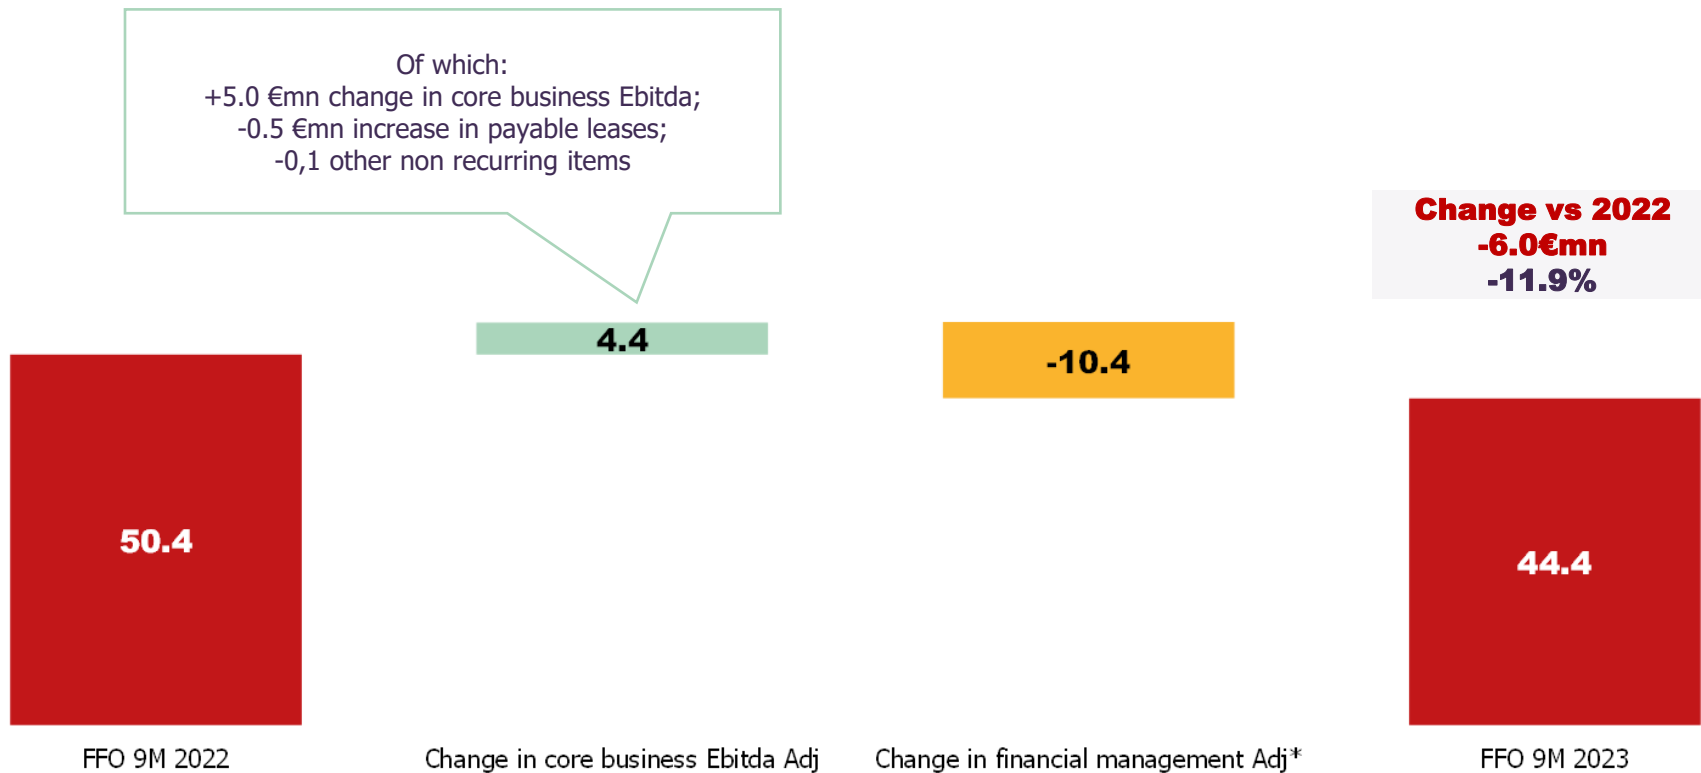 Of which:
+5.0 €mn change in core business Ebitda;
-0.5 €mn increase in payable leases;
-0,1 other non recurring items
Change vs 2022
-6.0€mn
-11.9%
4.4
-10.4
50.4
44.4
FFO 9M 2022
Change in core business Ebitda Adj
Change in financial management Adj*
FFO 9M 2023